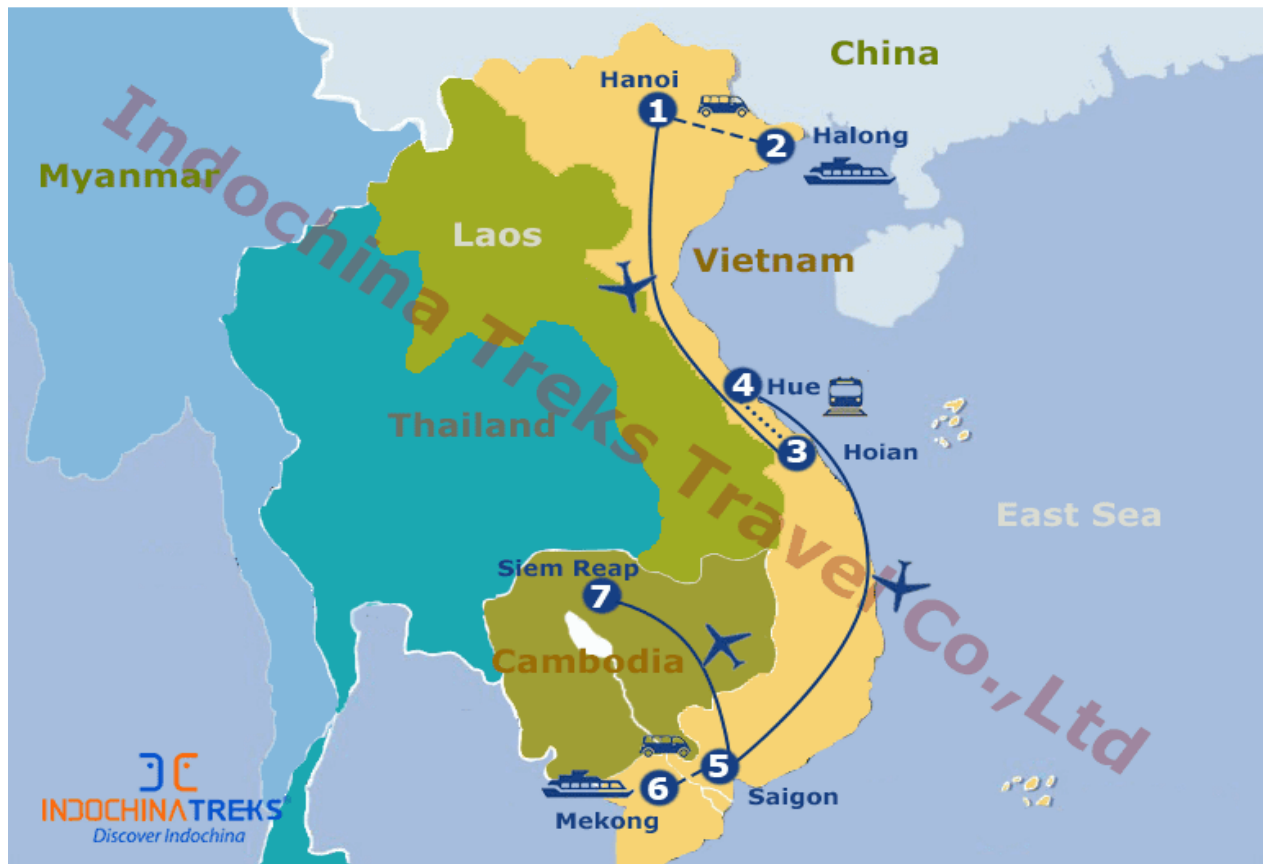 China
Hanoi
1
2
Halong
Myanmar
Laos
Vietnam
4
Hue
3
Hoian
Thailand
East Sea
Siem Reap
7
Cambodia
5
Saigon
6
Mekong
Indochina Treks Travel Co.,Ltd
INDOCHINATREKS®
Discover Indochina